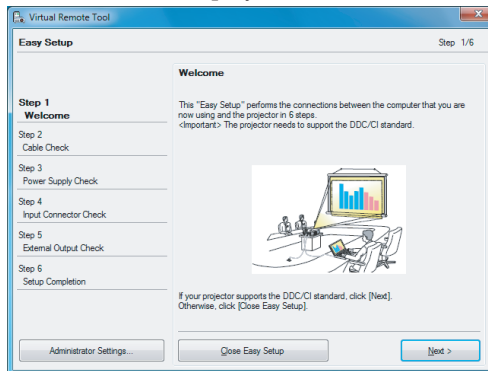 Virtual Remote Tool
Easy Setup
Step 1/6
Welcome
Step 1
Welcome
Step 2
Cable Check
Step 3
Power Supply Check
Step 4
Input Connector Check
Step 5
External Output Check
Step 6
Setup Completion
This "Easy Setup" performs the connections between the computer that you are
now using and the projector in 6 steps.
<Important> The projector needs to support the DDC/CI standard.
If your projector supports the DDC/CI standard, click [Next].
Otherwise, click [Close Easy Setup].
Administrator Settings...
Close Easy Setup
Next >